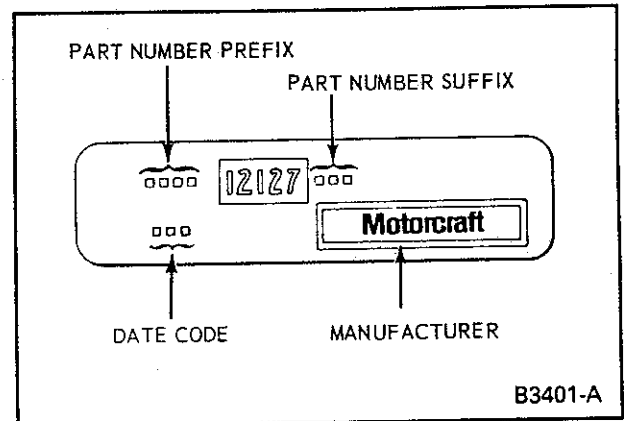 PART NUMBER PREFIX
PART NUMBER SUFFIX
12127
Motorcraft
DATE CODE
MANUFACTURER
B3401-A